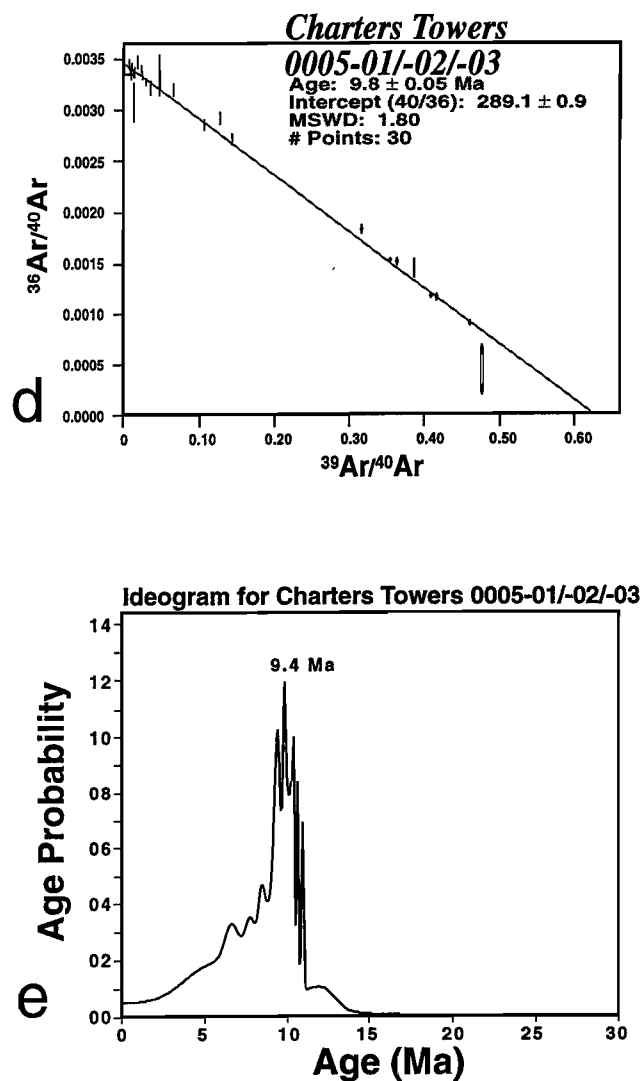 Charters Towers
0005-01/-02/-03
Age: 9.8 ± 0.05 Ma
Intercept (40/36): 289.1 ± 0.9
MSWD: 1.80
# Points: 30
0.0035
0.0030
0.0025
0.0020
0.0015
0.0010
0.0005
0.0000
³⁶Ar/⁴⁰Ar
0 0.10 0.20 0.30 0.40 0.50 0.60
³⁹Ar/⁴⁰Ar
d
Ideogram for Charters Towers 0005-01/-02/-03
9.4 Ma
14
12
10
08
06
04
02
00
Age Probability
0 5 10 15 20 25 30
Age (Ma)
e